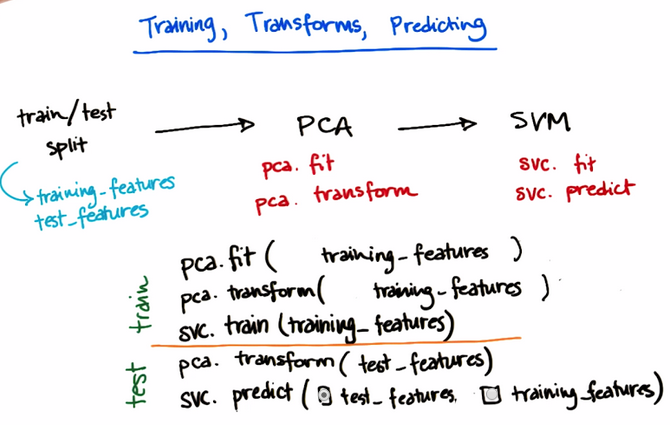 Training, Transforms, Predicting
train/test split
PCA
SVM
training_features
test_features
pca. fit
pca. transform
svc. fit
svc. predict
train
pca.fit( training_features )
pca. transform( training_features )
svc. train (training_features)
test
pca. transform( test_features)
svc. predict ( test_features, training_features)